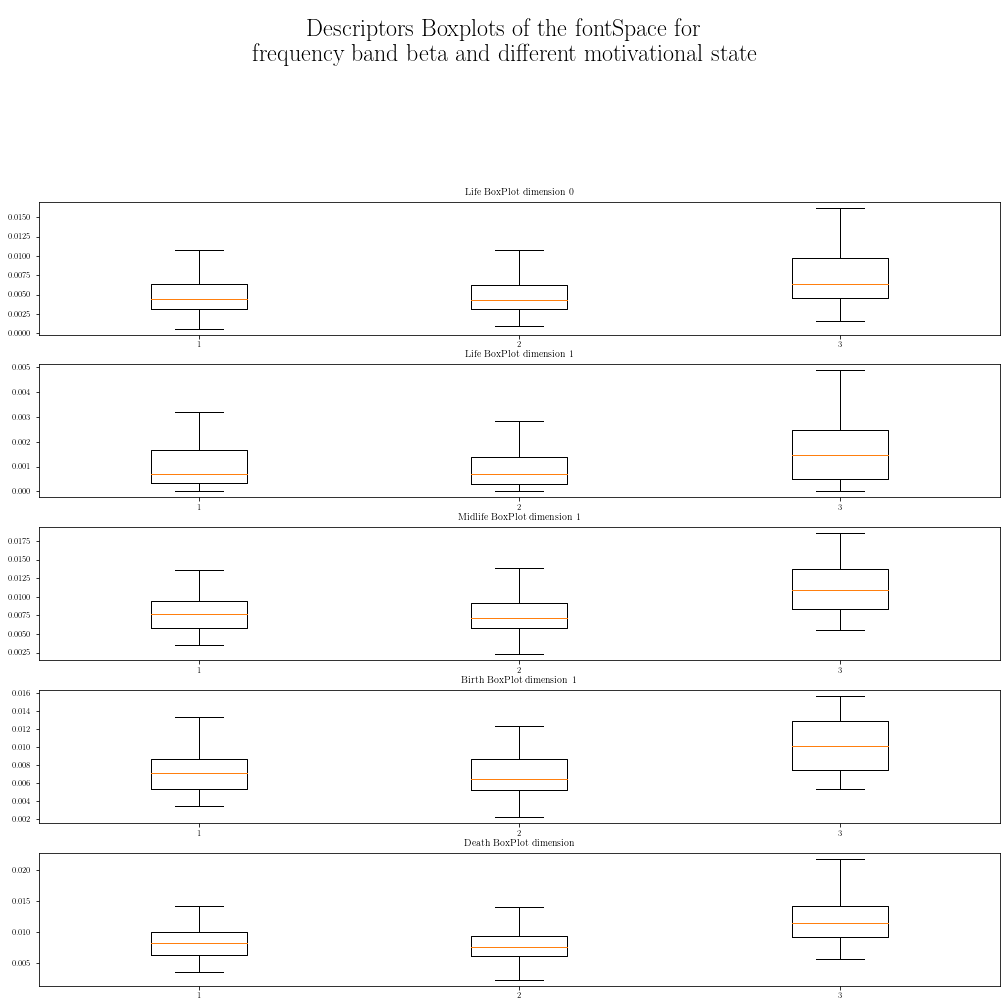 Descriptors Boxplots of the fontSpace for
frequency band beta and different motivational state
Life BoxPlot dimension 0
0.0150
0.0125
0.0100
0.0075
0.0050
0.0025
0.0000
1 2 3
Life BoxPlot dimension 1
0.005
0.004
0.003
0.002
0.001
0.000
1 2 3
Midlife BoxPlot dimension 1
0.0175
0.0150
0.0125
0.0100
0.0075
0.0050
0.0025
1 2 3
Birth BoxPlot dimension 1
0.016
0.014
0.012
0.010
0.008
0.006
0.004
0.002
1 2 3
Death BoxPlot dimension
0.020
0.015
0.010
0.005
1 2 3